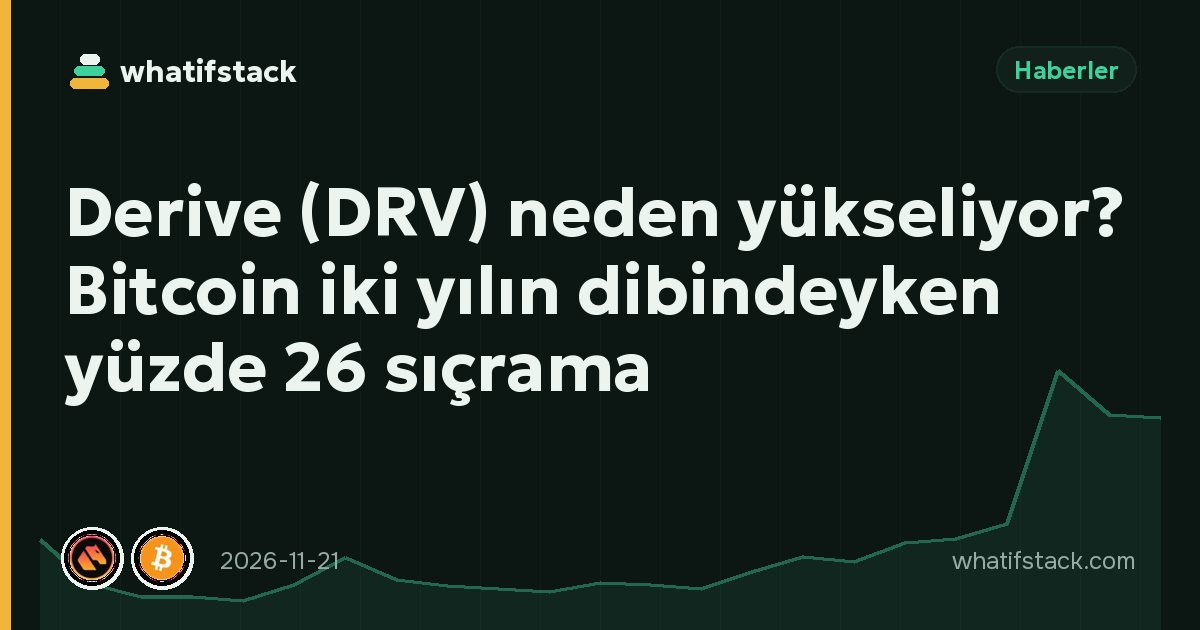 whatifstack
Haberler
Derive (DRV) neden yükseliyor?
Bitcoin iki yılın dibindeyken
yüzde 26 sıçrama
2026-11-21
whatifstack.com